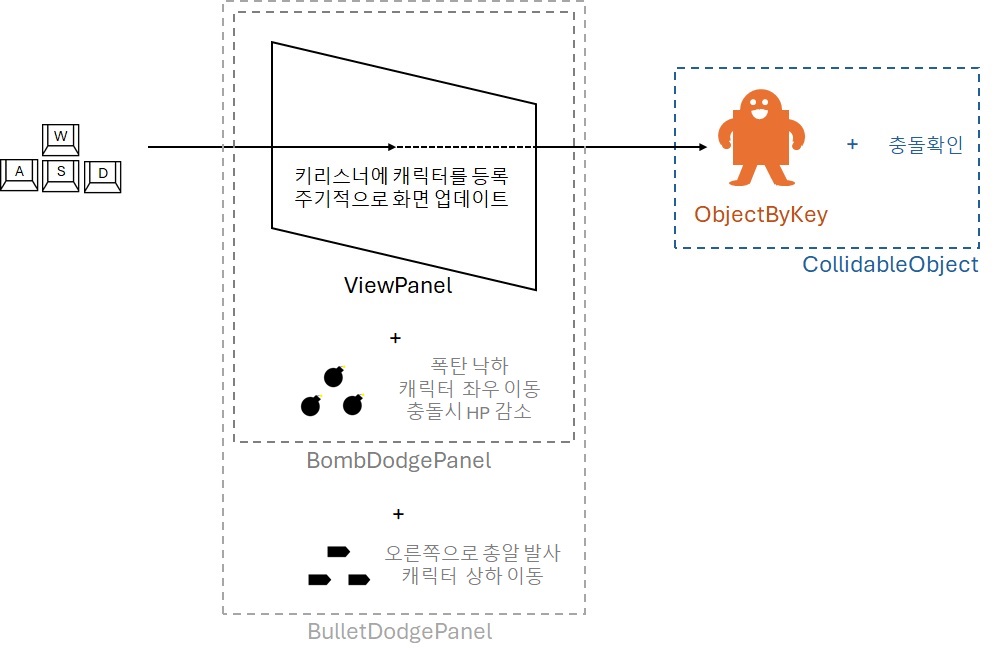 W
A S D
키리스너에 캐릭터를 등록
주기적으로 화면 업데이트
ViewPanel
+
폭탄 낙하
캐릭터 좌우 이동
충돌시 HP 감소
BombDodgePanel
+
오른쪽으로 총알 발사
캐릭터 상하 이동
BulletDodgePanel
+ 충돌확인
ObjectByKey
CollidableObject